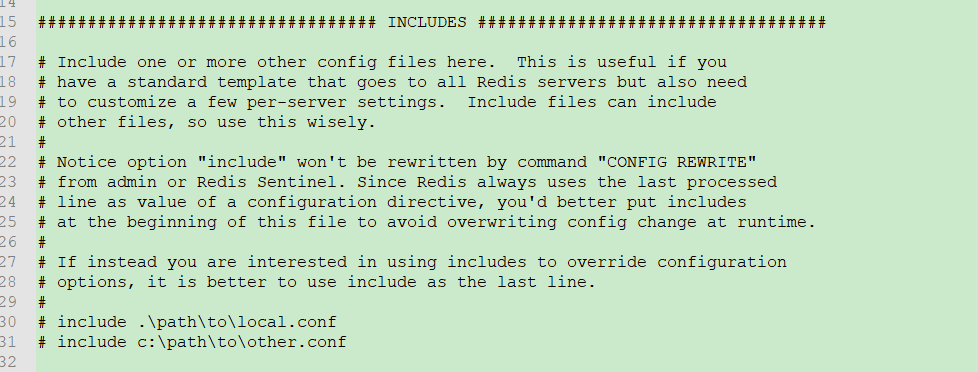 14
15 ################################## INCLUDES ###################################
16
17 # Include one or more other config files here.  This is useful if you
18 # have a standard template that goes to all Redis servers but also need
19 # to customize a few per-server settings.  Include files can include
20 # other files, so use this wisely.
21 #
22 # Notice option "include" won't be rewritten by command "CONFIG REWRITE"
23 # from admin or Redis Sentinel. Since Redis always uses the last processed
24 # line as value of a configuration directive, you'd better put includes
25 # at the beginning of this file to avoid overwriting config change at runtime.
26 #
27 # If instead you are interested in using includes to override configuration
28 # options, it is better to use include as the last line.
29 #
30 # include .\path\to\local.conf
31 # include c:\path\to\other.conf
32